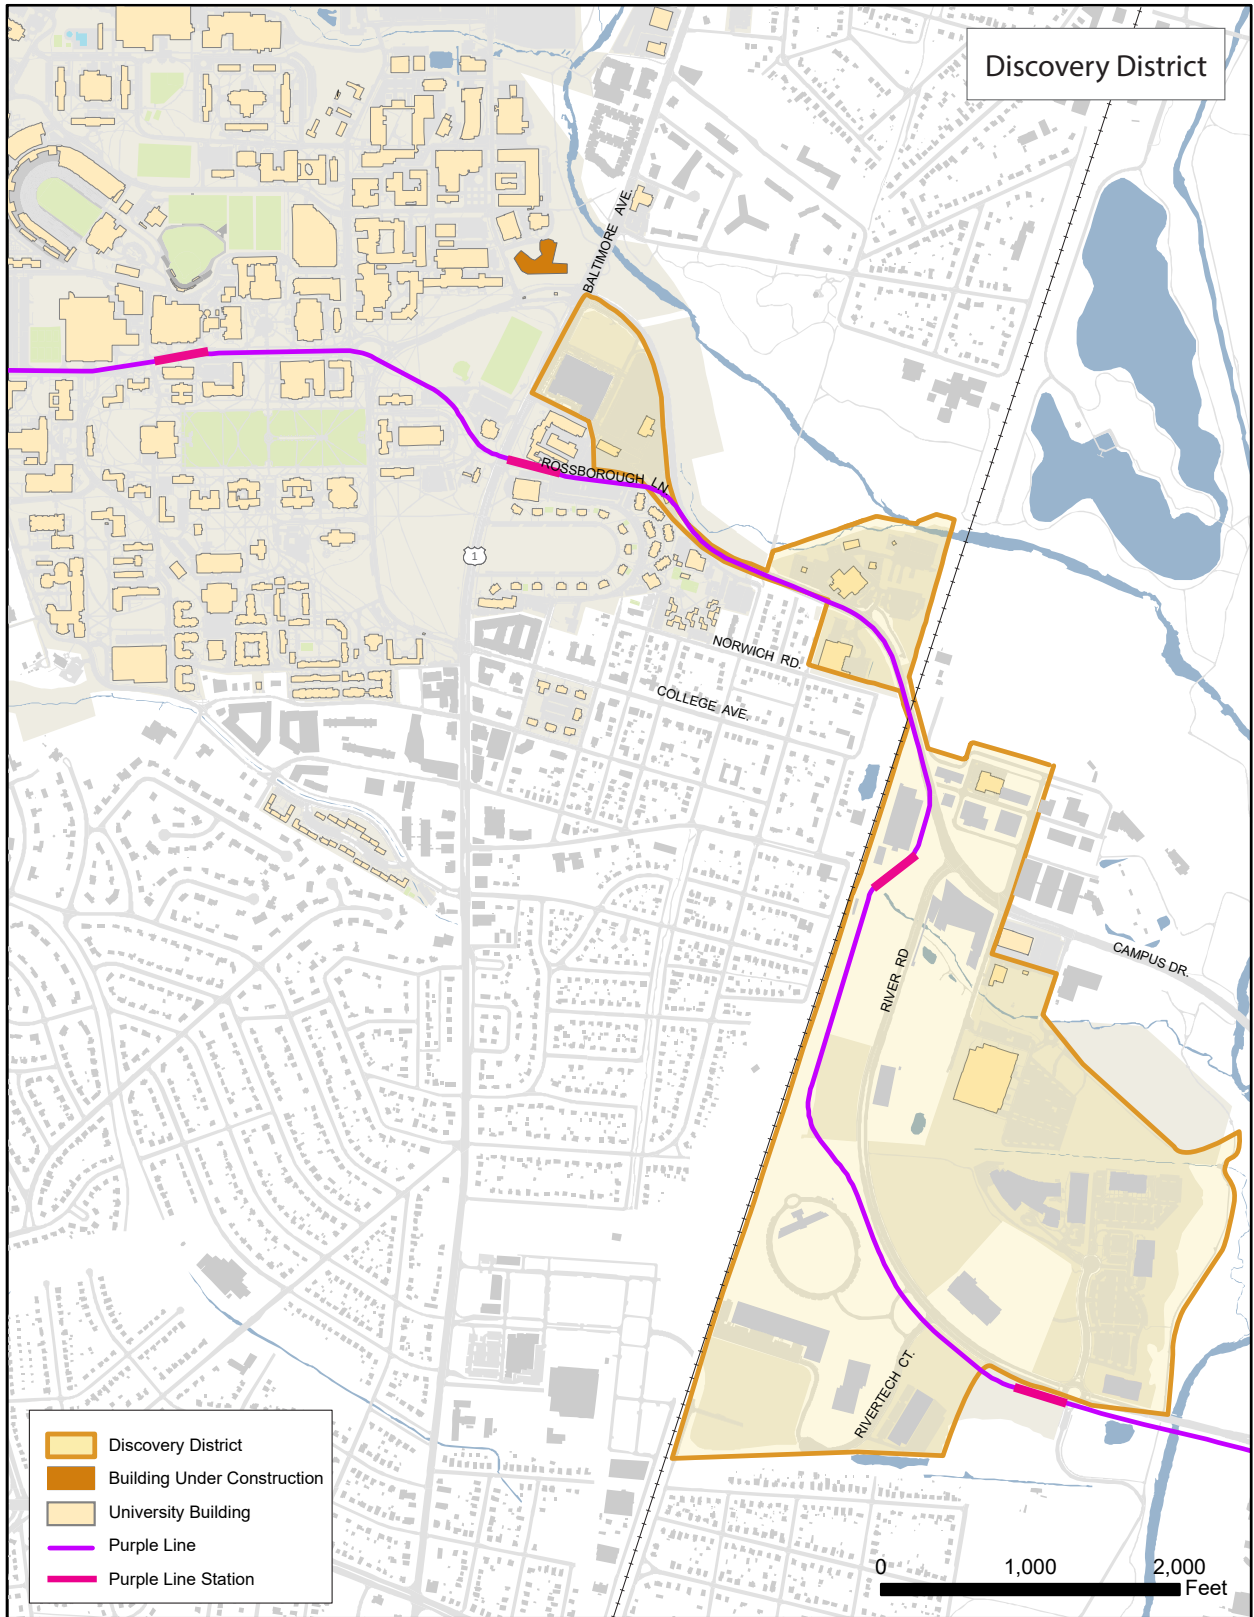 Discovery District
BALTIMORE AVE.
ROSSBOROUGH LN
1
NORWICH RD.
COLLEGE AVE.
RIVER RD
CAMPUS DR.
RIVERTECH CT.
Discovery District
Building Under Construction
University Building
Purple Line
Purple Line Station
0 1,000 2,000
Feet